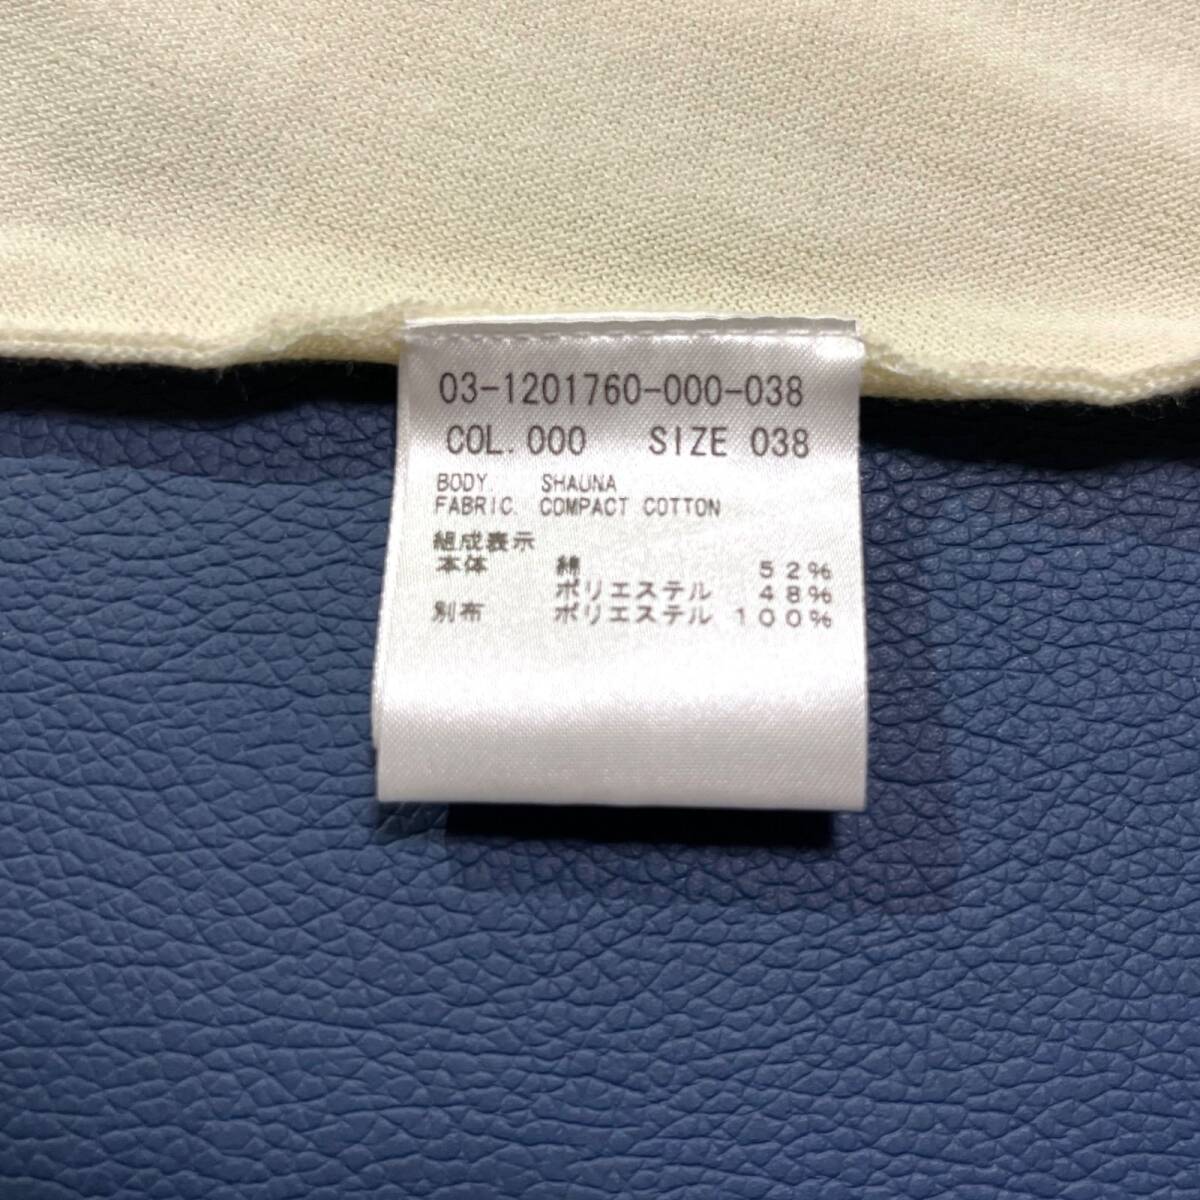 03-1201760-000-038
COL. 000 SIZE 038
BODY. SHAUNA
FABRIC. COMPACT COTTON
組成表示
本体 綿 52%
ポリエステル 48%
別布 ポリエステル 100%